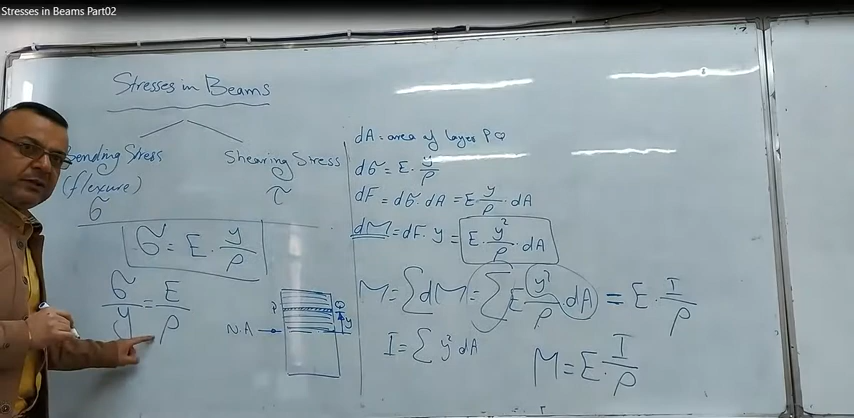 Stresses in Beams Part02
Stresses in Beams
Bending Stress
(flexure)
σ
Shearing Stress
τ
σ = E · y/ρ
σ/y = E/ρ
P
Q
y
N.A
dA = area of layer PQ
dσ = E · y/ρ
dF = dσ · dA = E · y/ρ · dA
dM = dF · y = E · y²/ρ · dA
M = ∑ dM = ∑ E y²/ρ · dA = E · I/ρ
I = ∑ y² dA
M = E · I/ρ